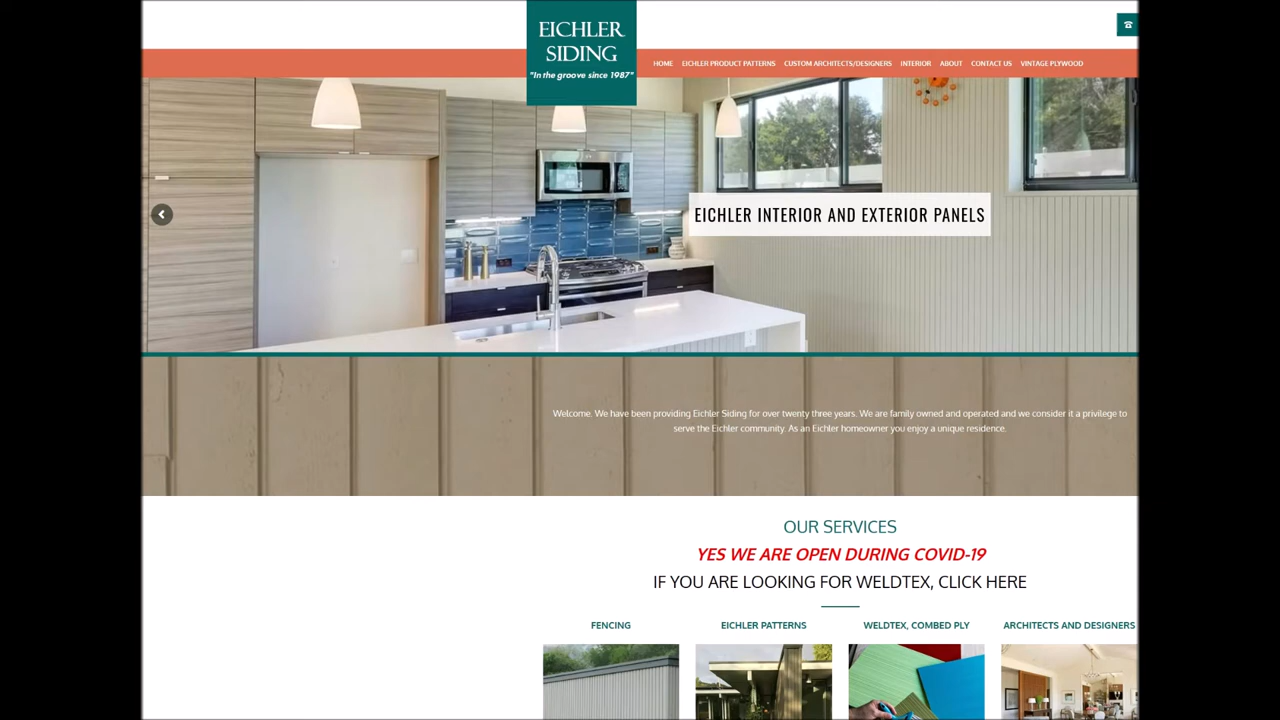 EICHLER
SIDING
"In the groove since 1987"
HOME EICHLER PRODUCT PATTERNS CUSTOM ARCHITECTS/DESIGNERS INTERIOR ABOUT CONTACT US VINTAGE PLYWOOD
EICHLER INTERIOR AND EXTERIOR PANELS
Welcome. We have been providing Eichler Siding for over twenty three years. We are family owned and operated and we consider it a privilege to
serve the Eichler community. As an Eichler homeowner you enjoy a unique residence.
OUR SERVICES
YES WE ARE OPEN DURING COVID-19
IF YOU ARE LOOKING FOR WELDTEX, CLICK HERE
FENCING EICHLER PATTERNS WELDTEX, COMBED PLY ARCHITECTS AND DESIGNERS